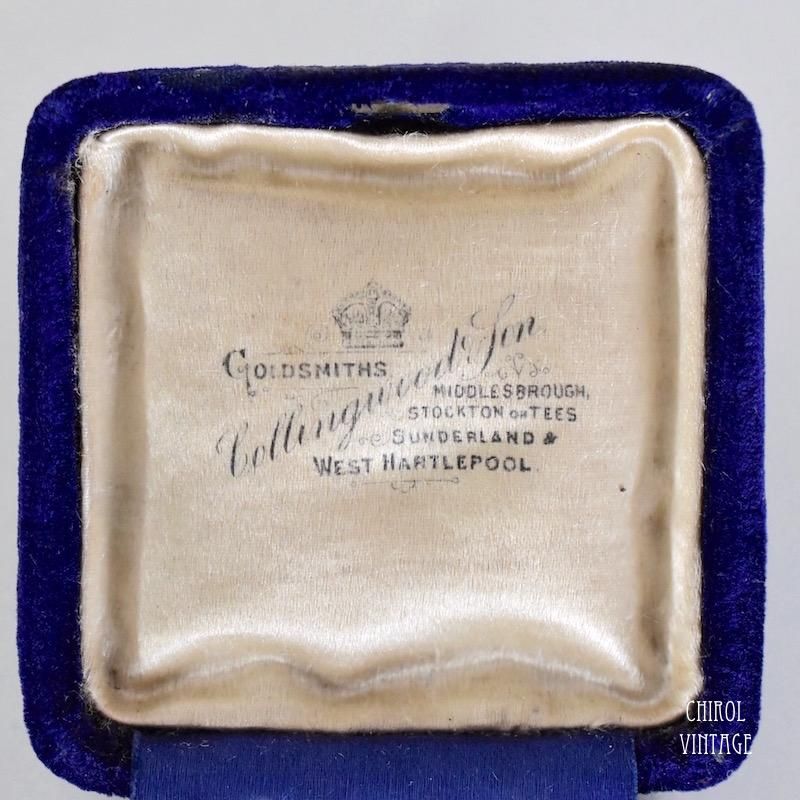 GOLDSMITHS
Collingwood & Son
MIDDLESBROUGH,
STOCKTON ON TEES
SUNDERLAND &
WEST HARTLEPOOL.
CHIROL
VINTAGE